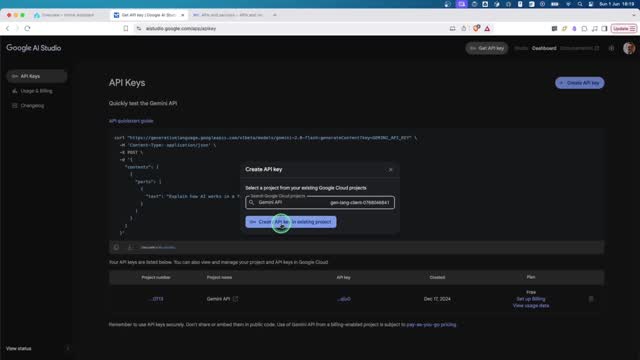 Sun 1 Jun 16:19
Overview – Home Assistant
Get API key | Google AI Studio
APIs and services – APIs and se
aistudio.google.com/app/apikey
Update
Google AI Studio
Get API key
Studio
Dashboard
Documentation
API Keys
Usage & Billing
Changelog
API Keys
Create API key
Quickly test the Gemini API
API quickstart guide
curl "https://generativelanguage.googleapis.com/v1beta/models/gemini-2.0-flash:generateContent?key=GEMINI_API_KEY" \
-H 'Content-Type: application/json' \
-X POST \
-d '{
"contents": [
{
"parts": [
{
"text": "Explain how AI works in a
}
]
}
]
}'
Create API key
Select a project from your existing Google Cloud projects
Search Google Cloud projects
Gemini API
gen-lang-client-0768046841
Create API key in existing project
Your API keys are listed below. You can also view and manage your project and API keys in Google Cloud
Project number
Project name
API key
Created
Plan
...0113
Gemini API
Dec 17, 2024
Free
Set up Billing
View usage data
Remember to use API keys securely. Don't share or embed them in public code. Use of Gemini API from a billing-enabled project is subject to pay-as-you-go pricing.
View status